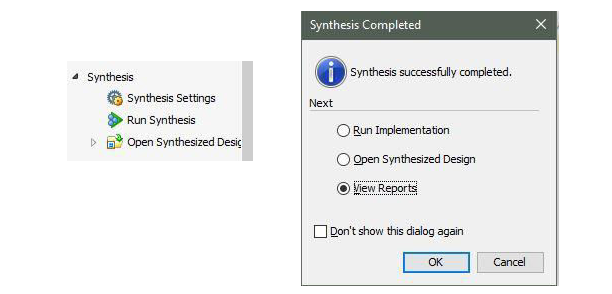 Synthesis
Synthesis Settings
Run Synthesis
Open Synthesized Desig
Synthesis Completed
Synthesis successfully completed.
Next
Run Implementation
Open Synthesized Design
View Reports
Don't show this dialog again
OK
Cancel